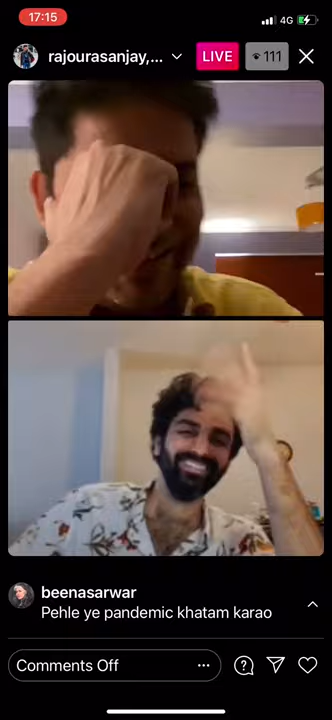 17:15
4G
rajourasanjay,...
LIVE
111
beenasarwar
Pehle ye pandemic khatam karao
Comments Off